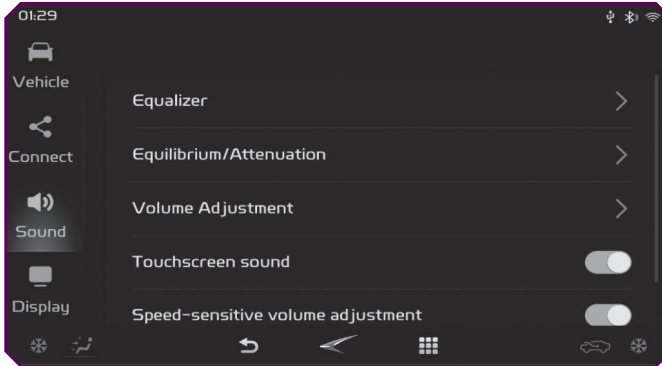 01:29
Vehicle
Connect
Sound
Display
Equalizer
Equilibrium/Attenuation
Volume Adjustment
Touchscreen sound
Speed-sensitive volume adjustment